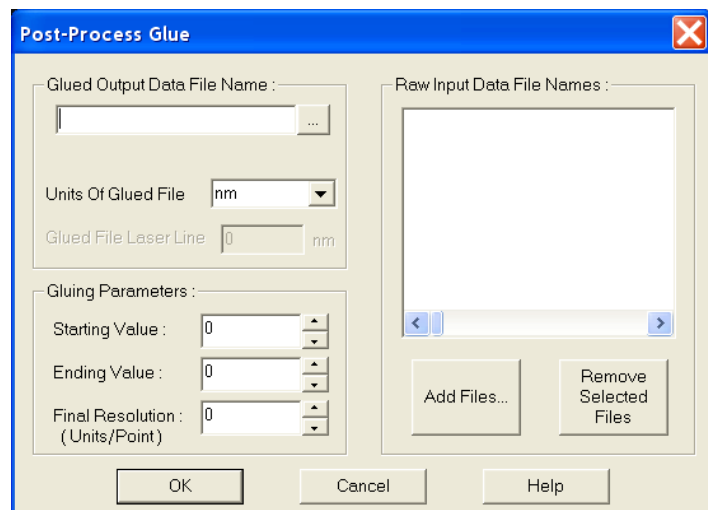 Post-Process Glue
Glued Output Data File Name :
...
Units Of Glued File nm
Glued File Laser Line 0 nm
Gluing Parameters :
Starting Value : 0
Ending Value : 0
Final Resolution : 0
( Units/Point )
Raw Input Data File Names :
Add Files...
Remove
Selected
Files
OK Cancel Help